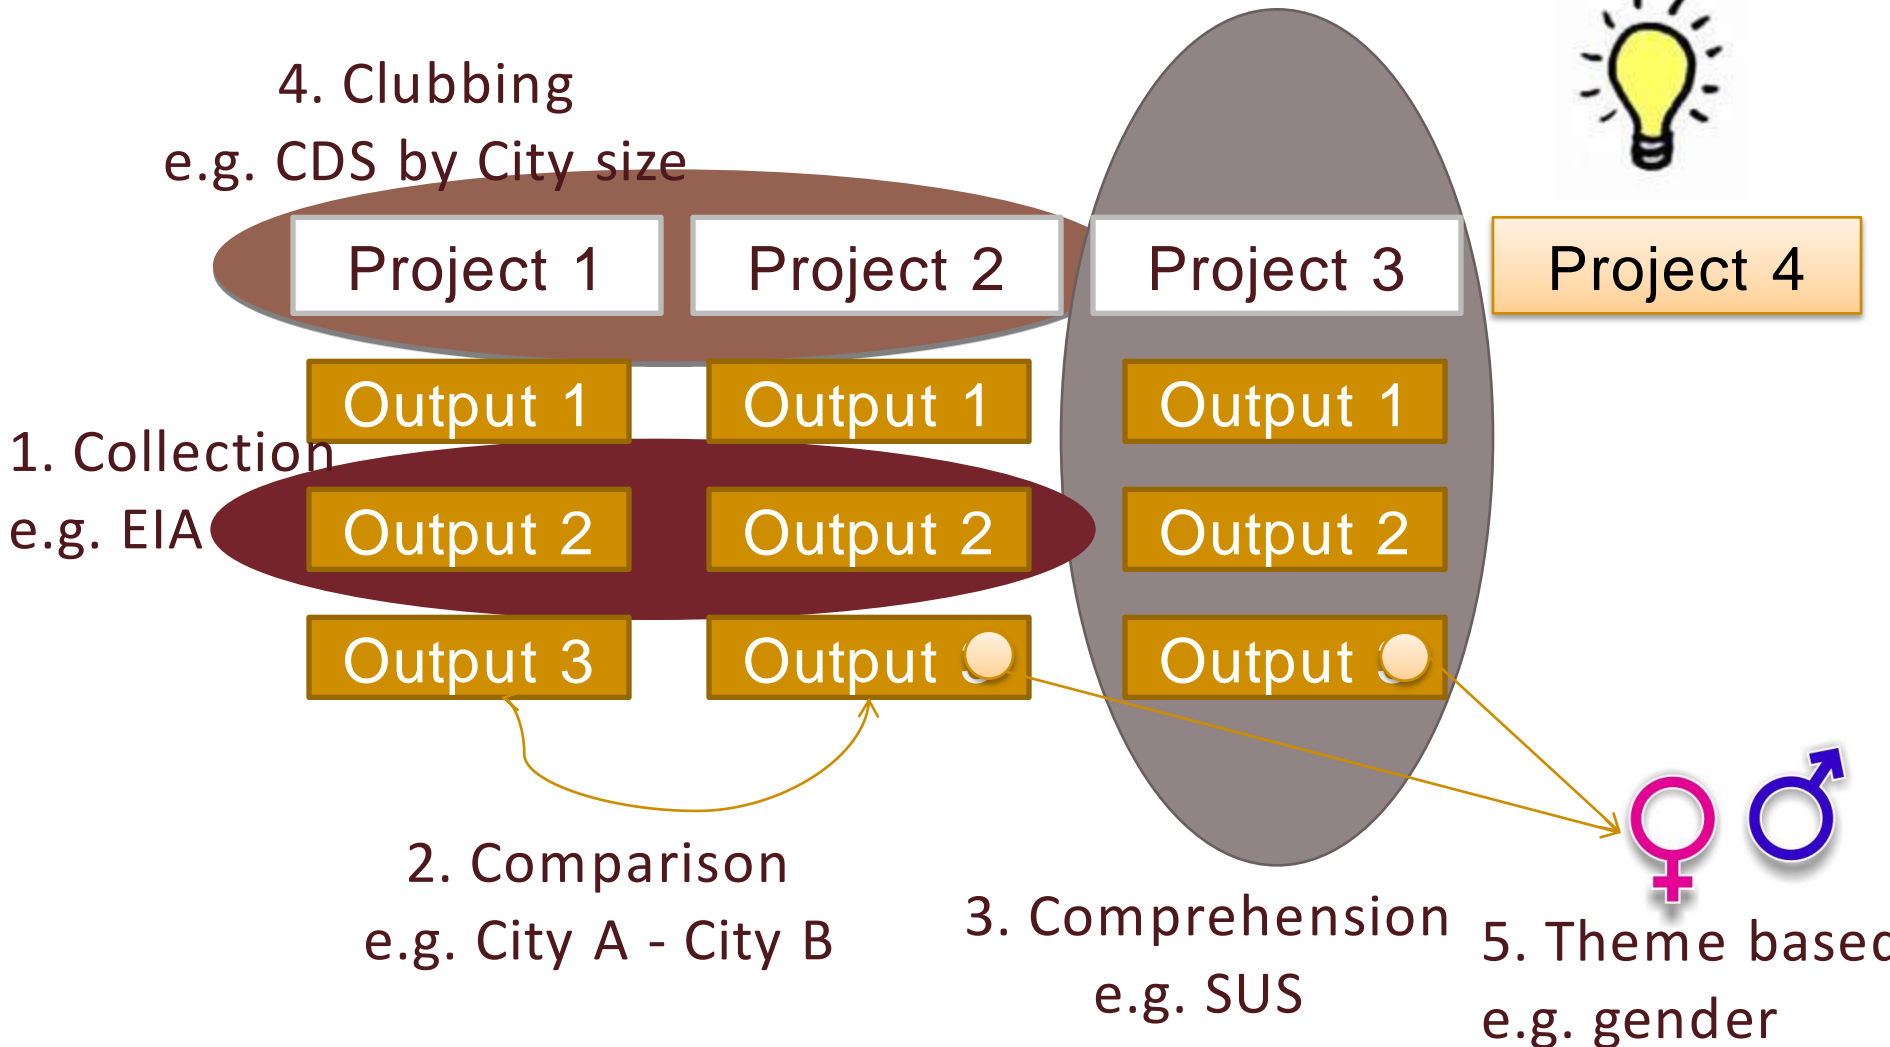 4. Clubbing
e.g. CDS by City size
Project 1
Project 2
Project 3
Project 4
Output 1
Output 1
Output 1
1. Collection
e.g. EIA
Output 2
Output 2
Output 2
Output 3
Output
Output
2. Comparison
e.g. City A - City B
3. Comprehension
e.g. SUS
5. Theme based
e.g. gender